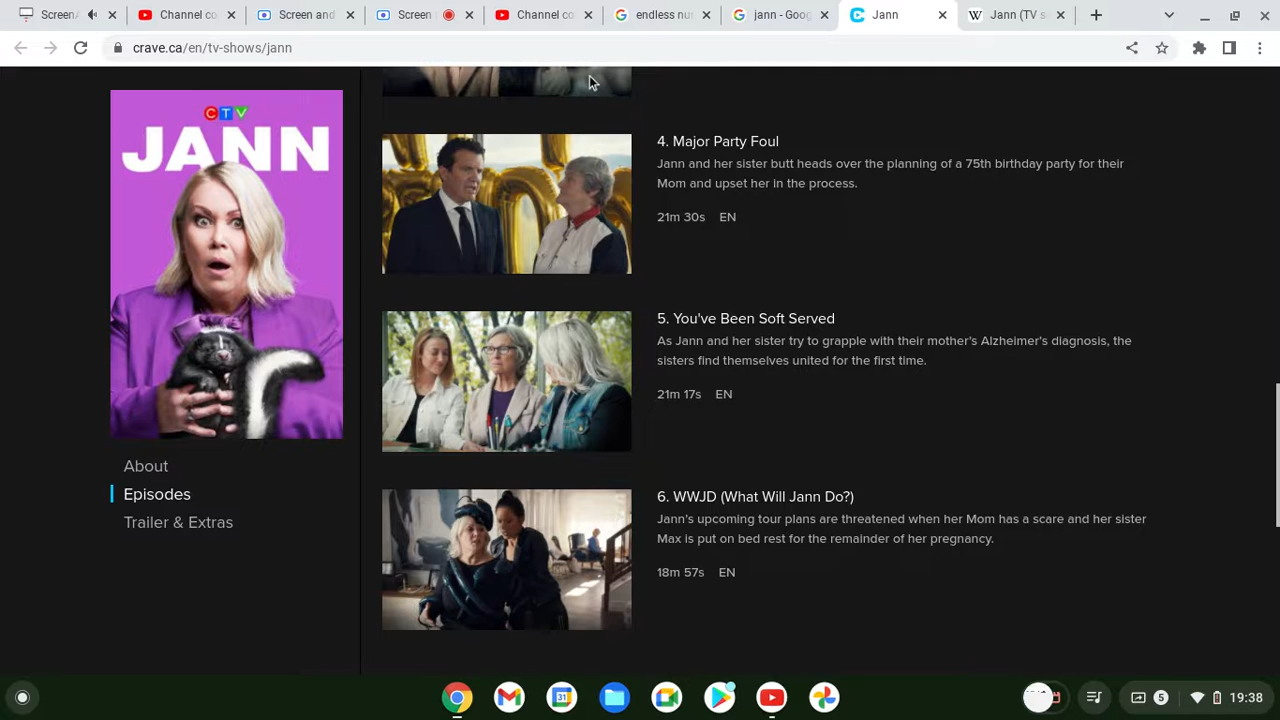 ScreenA
Channel co
Screen and
Screen
Channel co
endless nu
jann - Goog
Jann
Jann (TV s
crave.ca/en/tv-shows/jann
CTV
JANN
About
Episodes
Trailer & Extras
4. Major Party Foul
Jann and her sister butt heads over the planning of a 75th birthday party for their
Mom and upset her in the process.
21m 30s EN
5. You've Been Soft Served
As Jann and her sister try to grapple with their mother's Alzheimer's diagnosis, the
sisters find themselves united for the first time.
21m 17s EN
6. WWJD (What Will Jann Do?)
Jann's upcoming tour plans are threatened when her Mom has a scare and her sister
Max is put on bed rest for the remainder of her pregnancy.
18m 57s EN
31
5
19:38